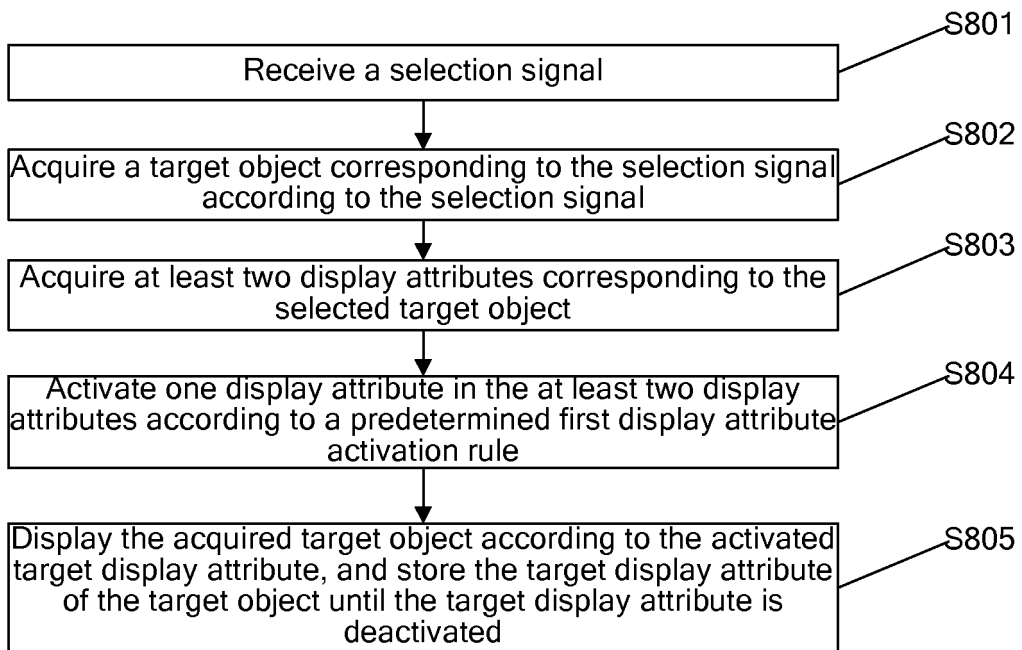 S801
Receive a selection signal
S802
Acquire a target object corresponding to the selection signal
according to the selection signal
S803
Acquire at least two display attributes corresponding to the
selected target object
S804
Activate one display attribute in the at least two display
attributes according to a predetermined first display attribute
activation rule
S805
Display the acquired target object according to the activated
target display attribute, and store the target display attribute
of the target object until the target display attribute is
deactivated